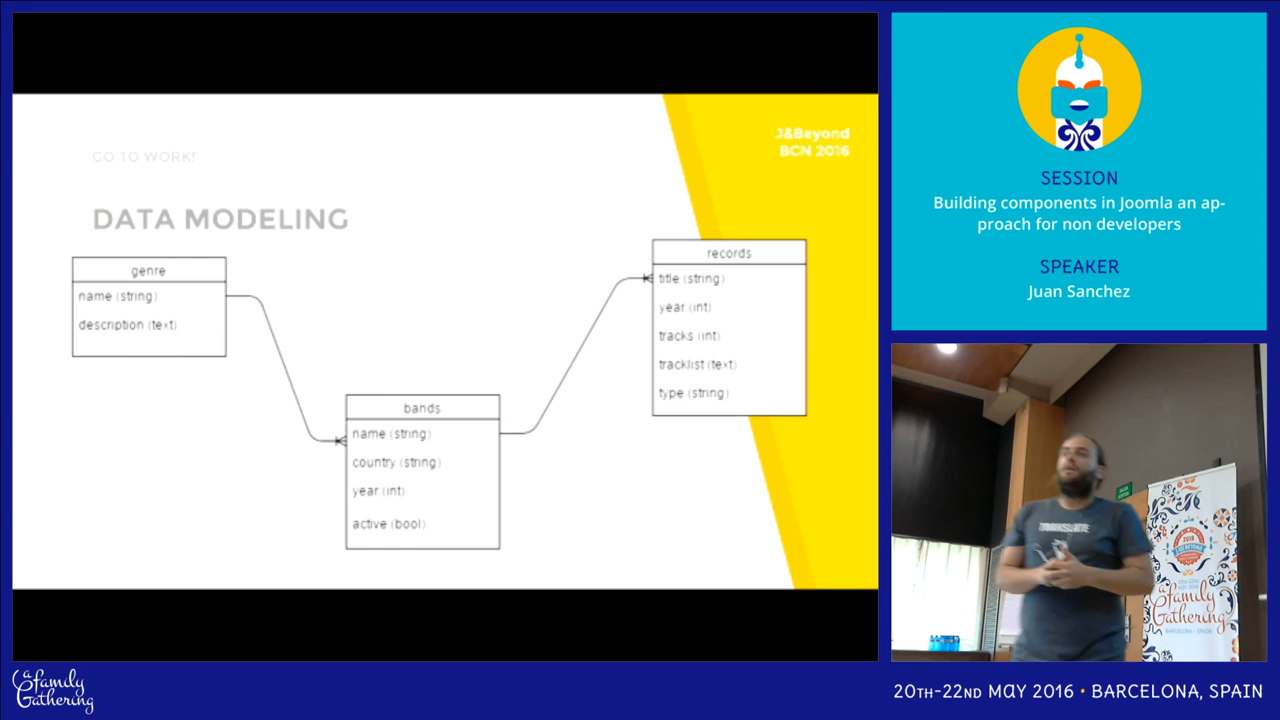 GO TO WORK!
DATA MODELING
J&Beyond
BCN 2016
genre
name (string)
description (text)
bands
name (string)
country (string)
year (int)
active (bool)
records
title (string)
year (int)
tracks (int)
tracklist (text)
type (string)
SESSION
Building components in Joomla an ap-
proach for non developers
SPEAKER
Juan Sanchez
a family
Gathering
BARCELONA - SPAIN
a family
Gathering
20TH-22ND MAY 2016 • BARCELONA, SPAIN